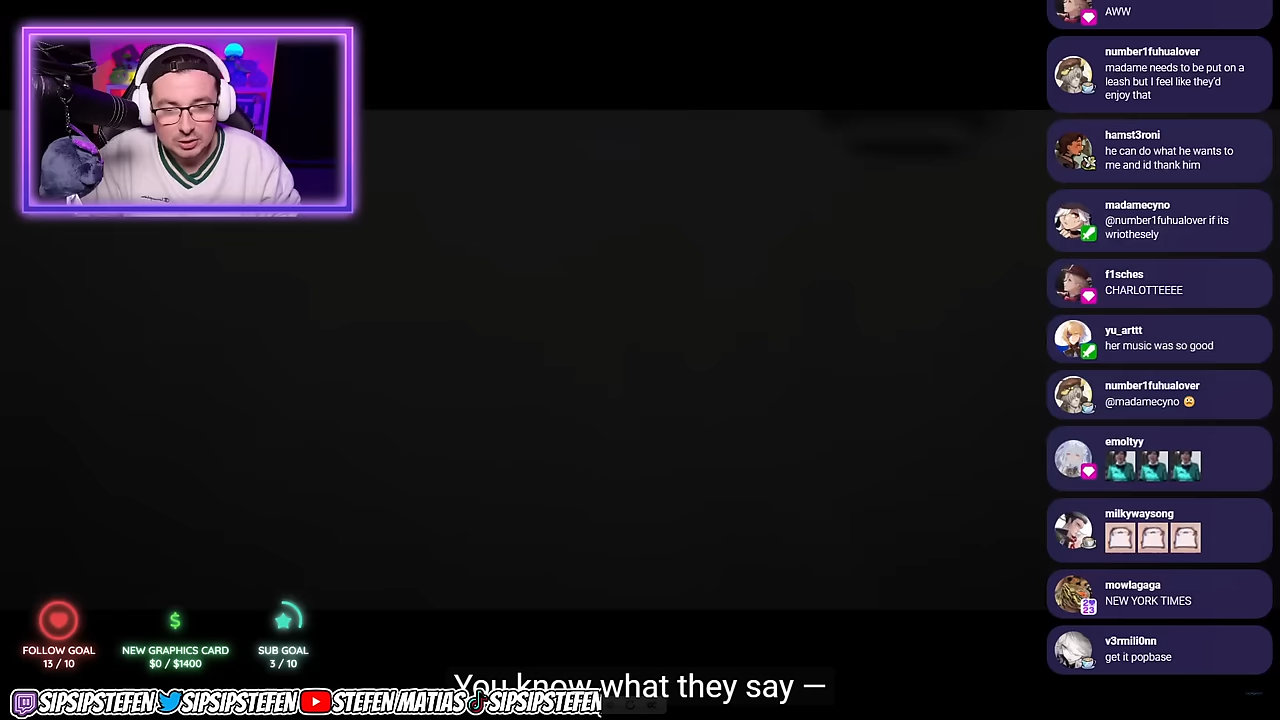 AWW
number1fuhualover
madame needs to be put on a
leash but I feel like they'd
enjoy that
hamst3roni
he can do what he wants to
me and id thank him
madamecyno
@number1fuhualover if its
wriothesely
f1sches
CHARLOTTEEEE
yu_arttt
her music was so good
number1fuhualover
@madamecyno
emoltyy
milkywaysong
mowlagaga
NEW YORK TIMES
v3rmili0nn
get it popbase
FOLLOW GOAL
13 / 10
NEW GRAPHICS CARD
$0 / $1400
SUB GOAL
3 / 10
You know what they say —
SIPSIPSTEFEN SIPSIPSTEFEN STEFEN MATIAS SIPSIPSTEFEN